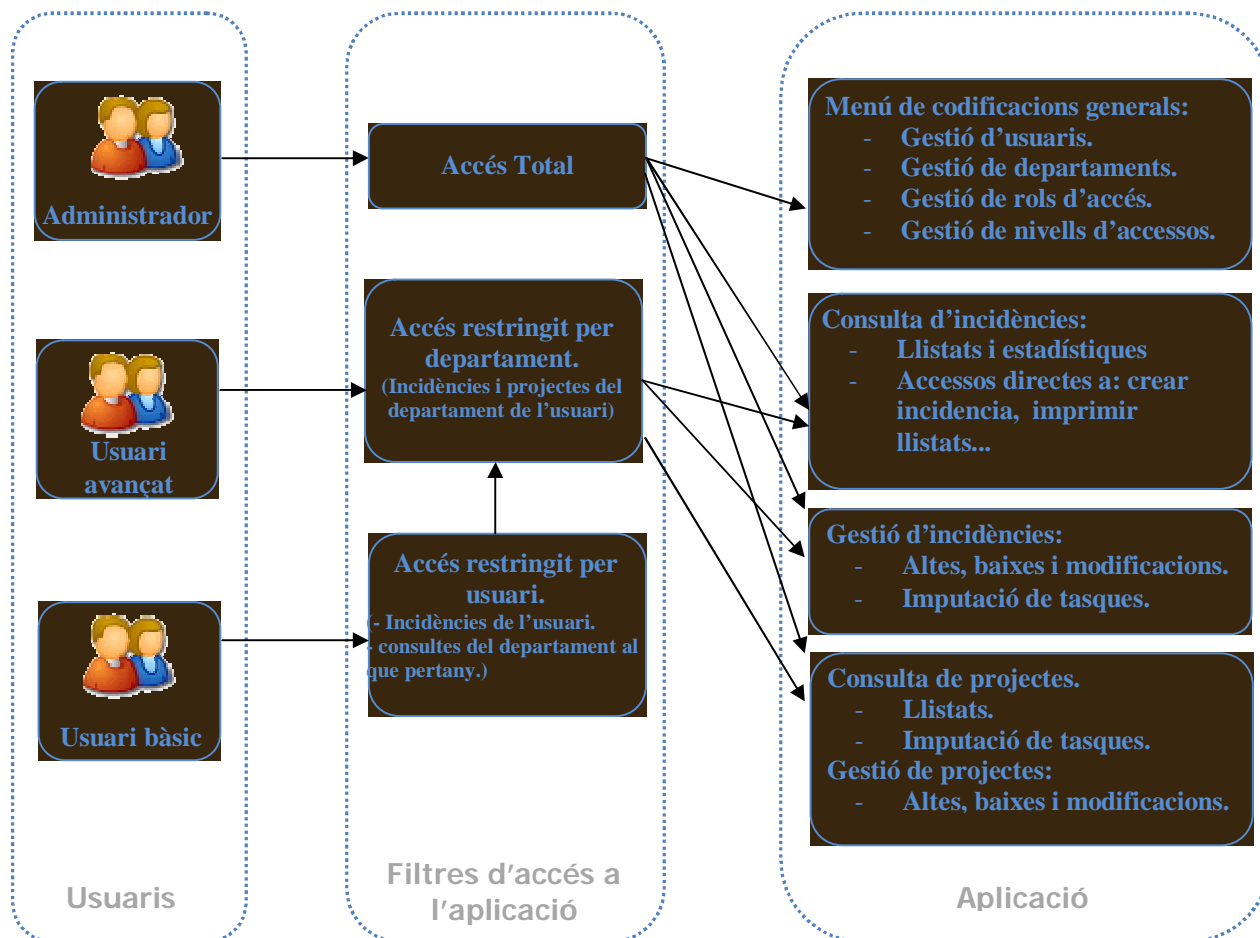 Administrador
Usuari
avançat
Usuari bàsic
Usuaris
Accés Total
Accés restringit per
departament.
(Incidències i projectes del
departament de l’usuari)
Accés restringit per
usuari.
(- Incidències de l’usuari.
- consultes del departament al
que pertany.)
Filtres d’accés a
l’aplicació
Menú de codificacions generals:
- Gestió d’usuaris.
- Gestió de departaments.
- Gestió de rols d’accés.
- Gestió de nivells d’accessos.
Consulta d’incidències:
- Llistats i estadístiques
- Accessos directes a: crear
incidencia, imprimir
llistats...
Gestió d’incidències:
- Altes, baixes i modificacions.
- Imputació de tasques.
Consulta de projectes.
- Llistats.
- Imputació de tasques.
Gestió de projectes:
- Altes, baixes i modificacions.
Aplicació